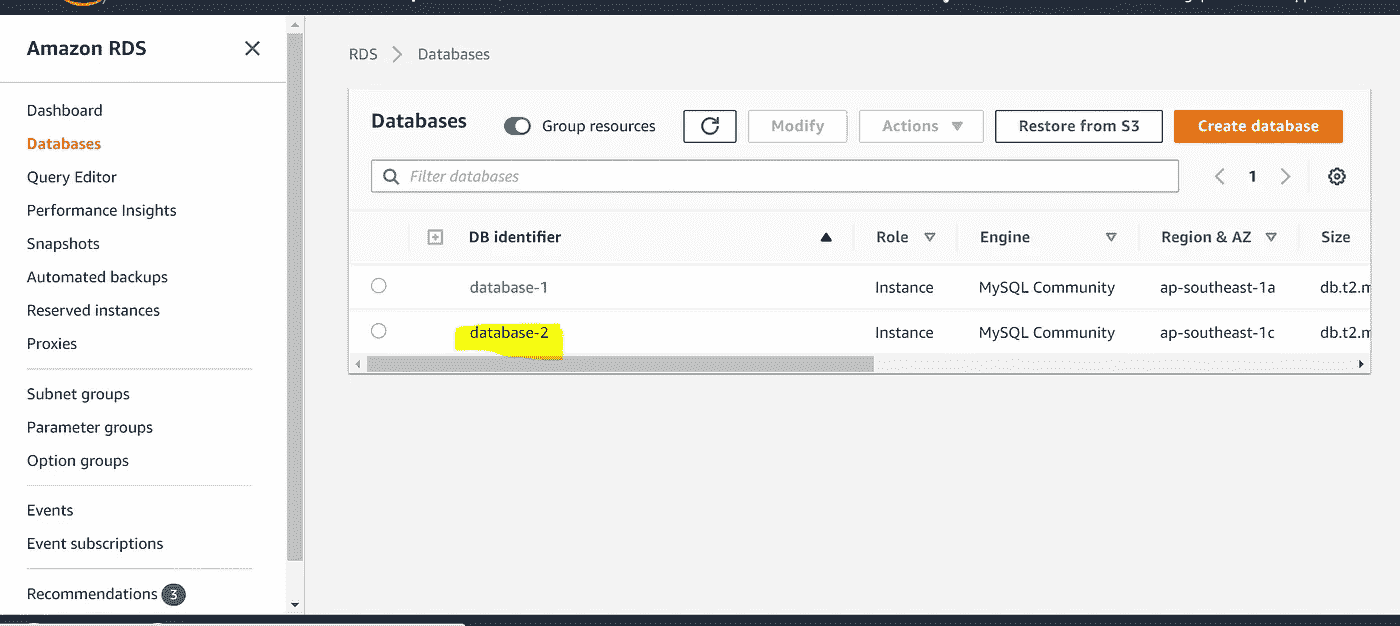 Amazon RDS
Dashboard
Databases
Query Editor
Performance Insights
Snapshots
Automated backups
Reserved instances
Proxies
Subnet groups
Parameter groups
Option groups
Events
Event subscriptions
Recommendations 3
RDS Databases
Databases Group resources Modify Actions Restore from S3 Create database
Filter databases 1
DB identifier Role Engine Region & AZ Size
database-1 Instance MySQL Community ap-southeast-1a db.t2.m
database-2 Instance MySQL Community ap-southeast-1c db.t2.m